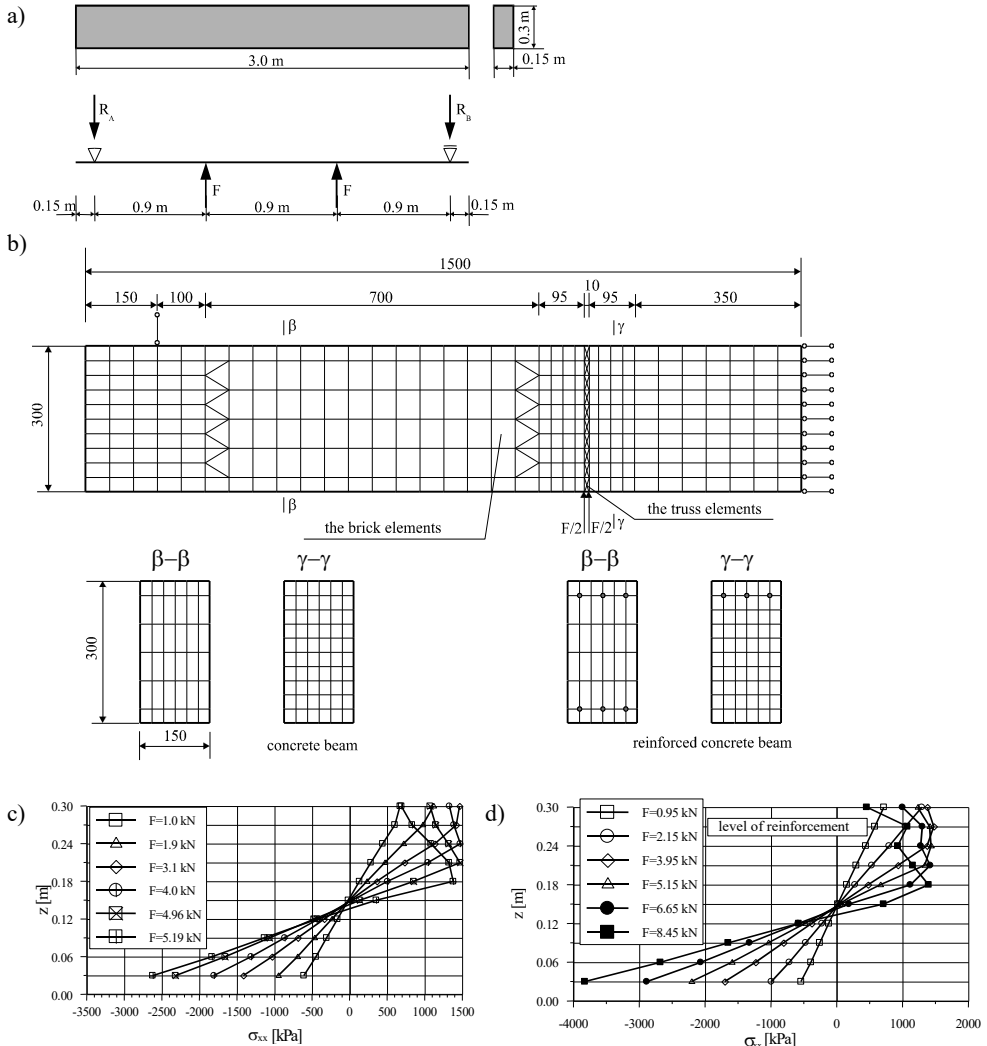 a)
0.3 m
3.0 m
0.15 m
R_A
R_B
F
F
0.15 m
0.9 m
0.9 m
0.9 m
0.15 m
b)
1500
10
150
100
700
95
95
350
β
γ
300
β
γ
the brick elements
the truss elements
F/2
F/2
β–β
γ–γ
β–β
γ–γ
300
150
concrete beam
reinforced concrete beam
c)
0.30
0.24
0.18
0.12
0.06
0.00
z [m]
F=1.0 kN
F=1.9 kN
F=3.1 kN
F=4.0 kN
F=4.96 kN
F=5.19 kN
-3500 -3000 -2500 -2000 -1500 -1000 -500 0 500 1000 1500
σxx [kPa]
d)
0.30
0.24
0.18
0.12
0.06
0.00
z [m]
F=0.95 kN
F=2.15 kN
F=3.95 kN
F=5.15 kN
F=6.65 kN
F=8.45 kN
level of reinforcement
-4000 -3000 -2000 -1000 0 1000 2000
σxx [kPa]